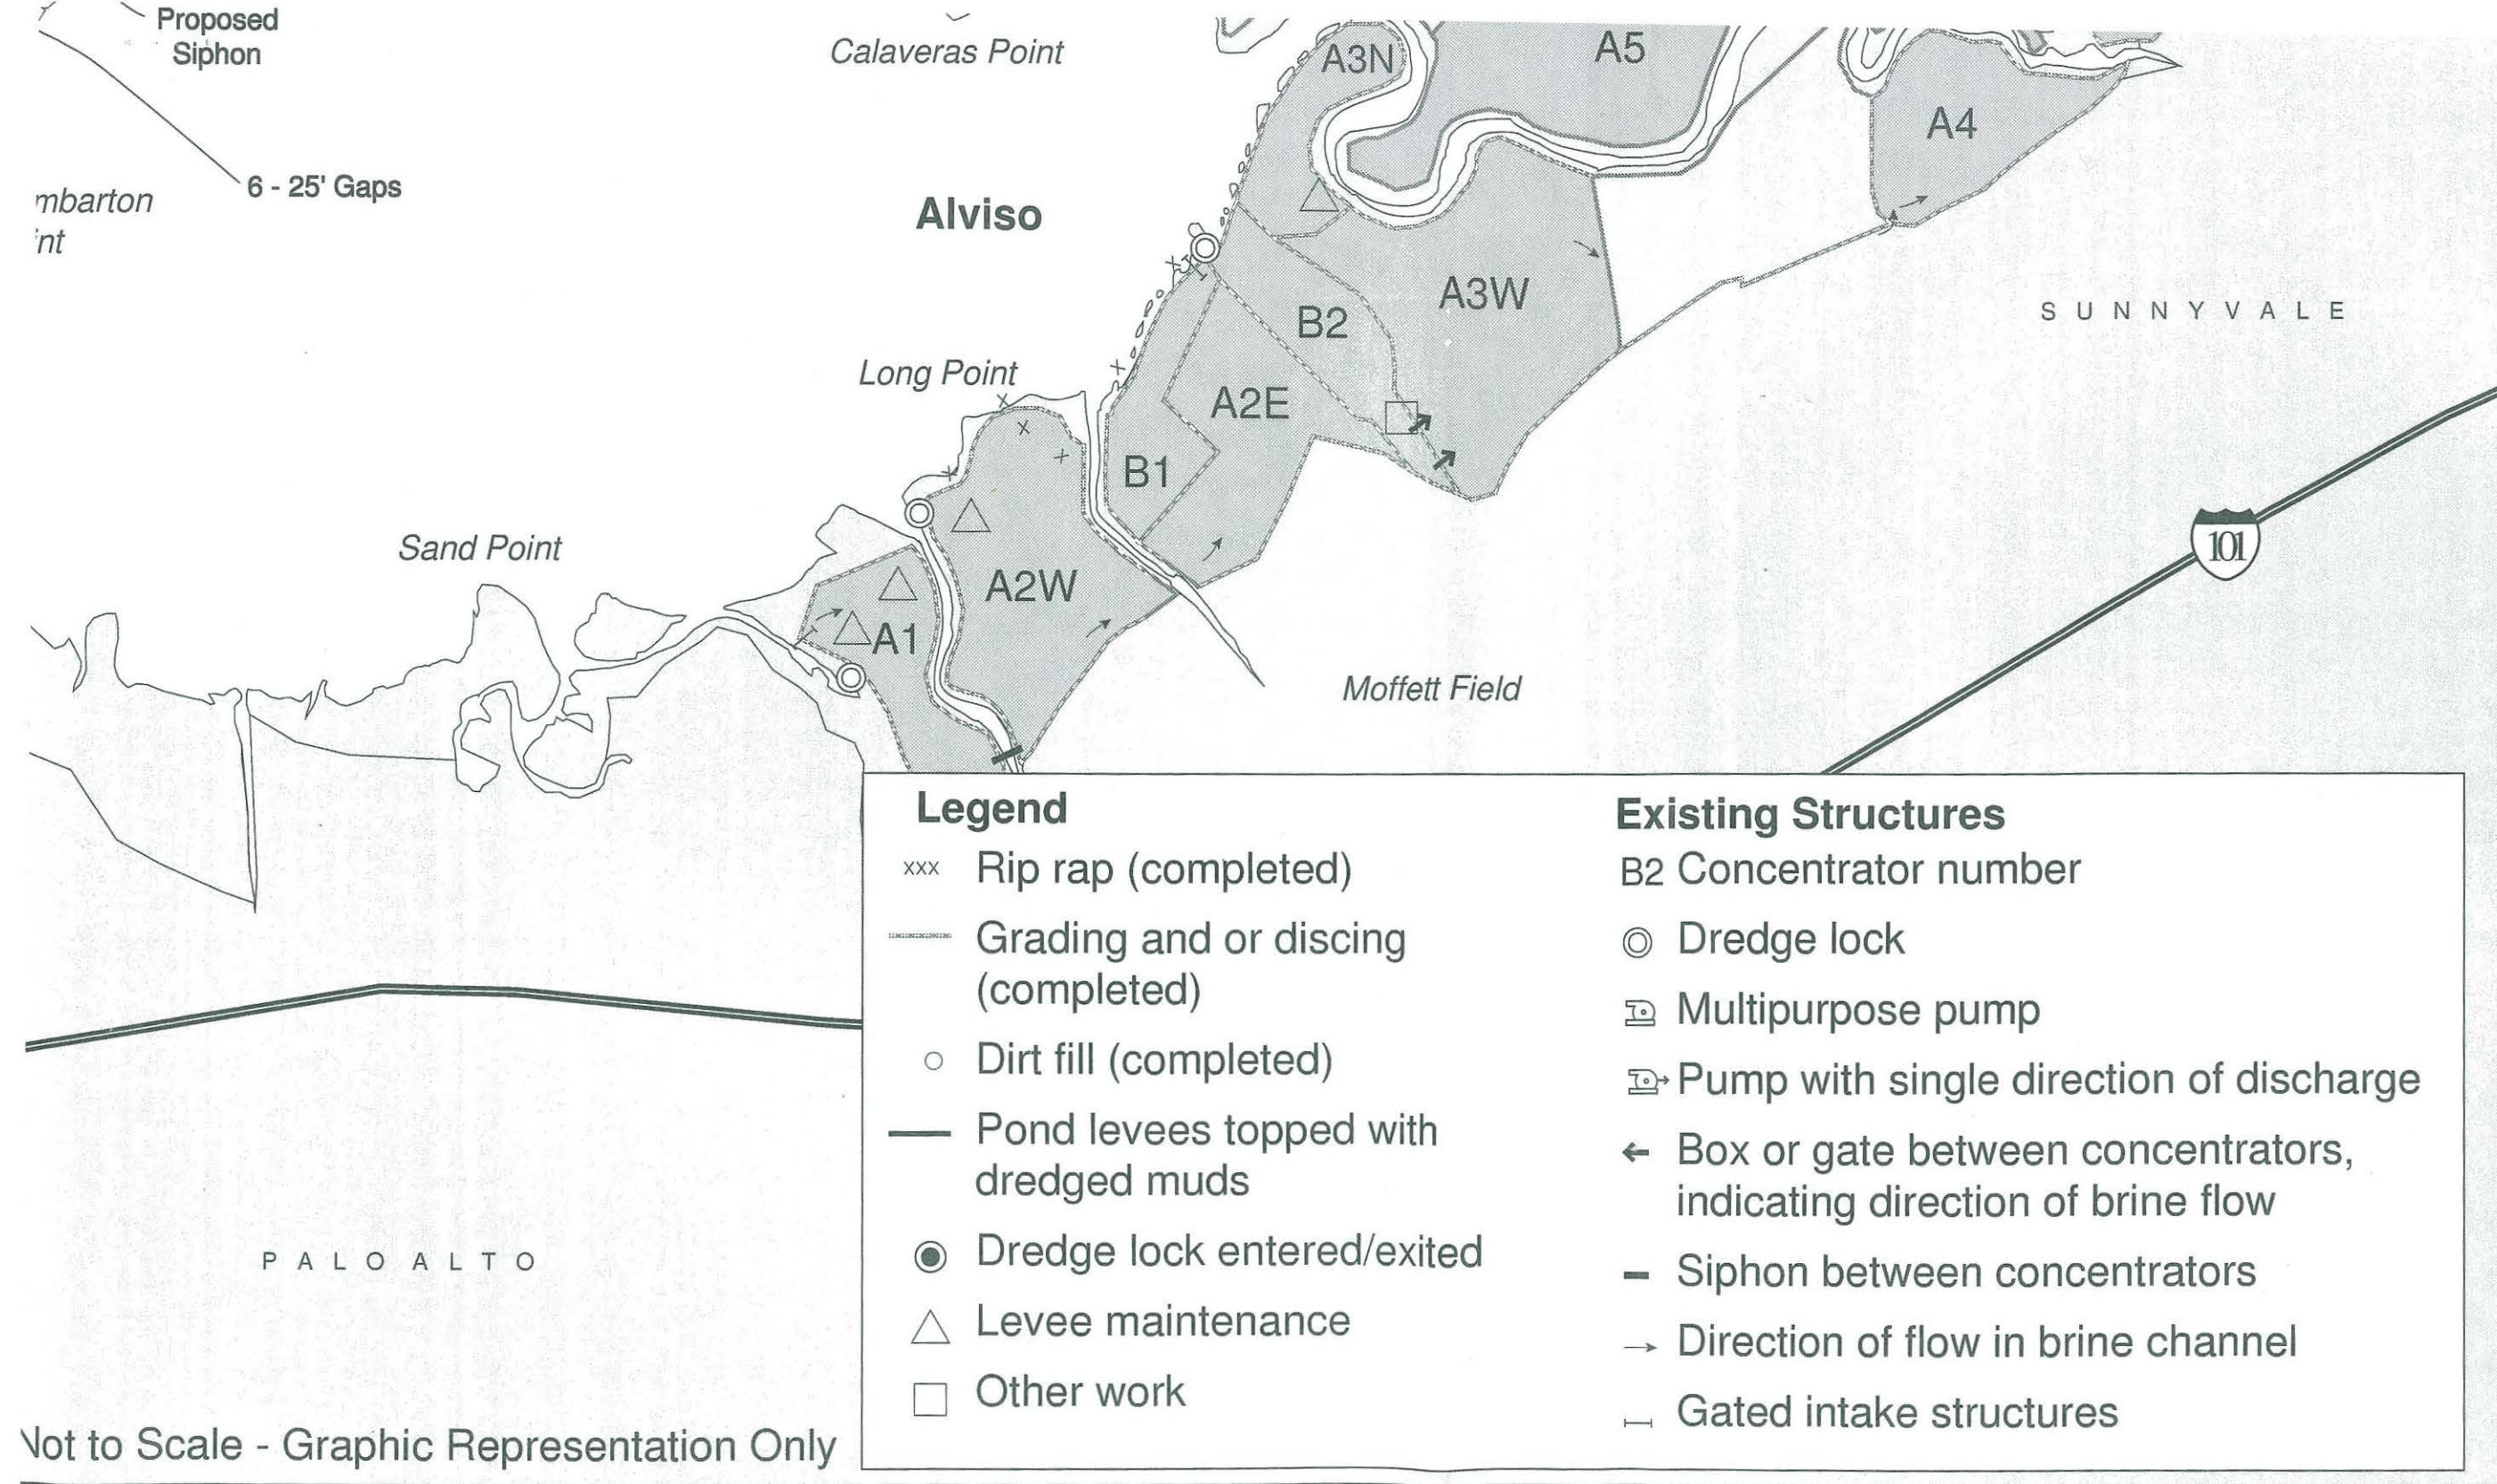 Proposed
Siphon
Calaveras Point
A3N
A5
A4
6 - 25' Gaps
mbarton
nt
Alviso
A3W
B2
SUNNYVALE
Long Point
A2E
B1
101
Sand Point
A2W
A1
Moffett Field
Legend
xxx Rip rap (completed)
Grading and or discing
(completed)
Dirt fill (completed)
Pond levees topped with
dredged muds
Dredge lock entered/exited
Levee maintenance
Other work
Existing Structures
B2 Concentrator number
Dredge lock
Multipurpose pump
Pump with single direction of discharge
Box or gate between concentrators,
indicating direction of brine flow
Siphon between concentrators
Direction of flow in brine channel
Gated intake structures
PALO ALTO
Not to Scale - Graphic Representation Only